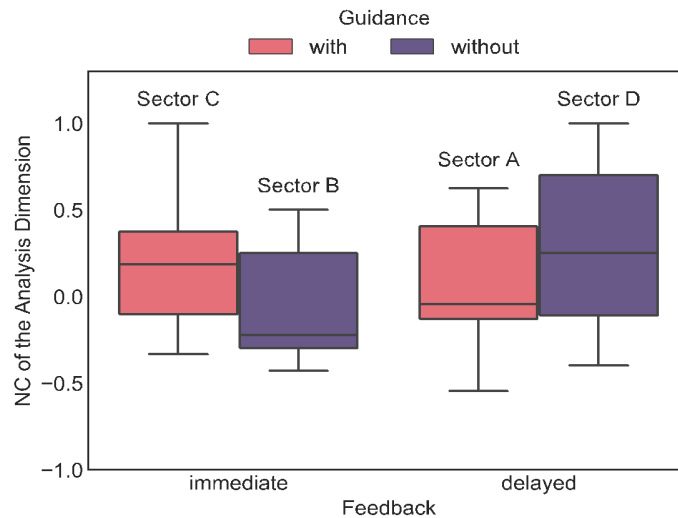 Guidance
with without
Sector C
Sector D
Sector A
Sector B
NC of the Analysis Dimension
1.0
0.5
0.0
−0.5
−1.0
immediate delayed
Feedback